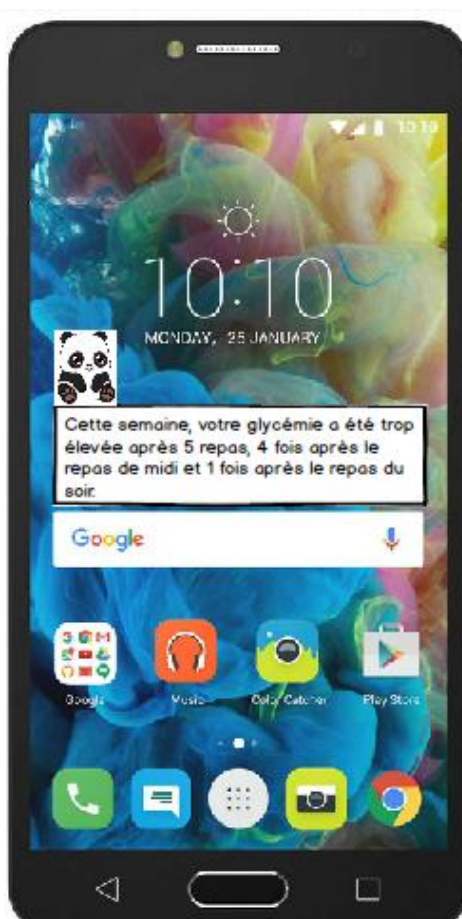 10:10
10:10
MONDAY, 25 JANUARY
Cette semaine, votre glycémie a été trop
élevée après 5 repas, 4 fois après le
repas de midi et 1 fois après le repas du
soir.
Google
Google Music Color Catcher Play Store